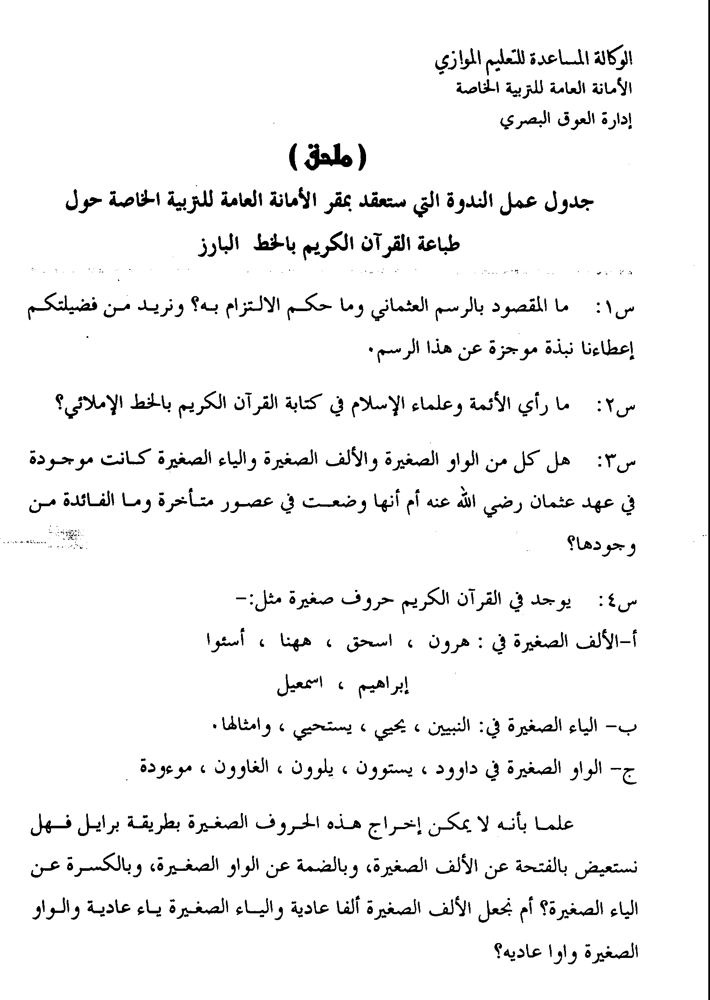 الوكالة المساعدة للتعليم الموازي
الأمانة العامة للتربية الخاصة
إدارة العوق البصري
( ملحق )
جدول عمل الندوة التي ستعقد بمقر الأمانة العامة للتربية الخاصة حول
طباعة القرآن الكريم بالخط البارز
س١: ما المقصود بالرسم العثماني وما حكم الالتزام به؟ ونريد من فضيلتكم
إعطاءنا نبذة موجزة عن هذا الرسم.
س٢: ما رأي الأئمة وعلماء الإسلام في كتابة القرآن الكريم بالخط الإملائي؟
س٣: هل كل من الواو الصغيرة والألف الصغيرة والياء الصغيرة كانت موجودة
في عهد عثمان رضي الله عنه أم أنها وضعت في عصور متأخرة وما الفائدة من
وجودها؟
س٤: يوجد في القرآن الكريم حروف صغيرة مثل:-
أ-الألف الصغيرة في : هرون ، اسحق ، ههنا ، أسئوا
إبراهيم ، اسمعيل
ب- الياء الصغيرة في: النبيين ، يحيي ، يستحيي ، وامثالها.
ج- الواو الصغيرة في داوود ، يستوون ، يلوون ، الغاوون ، موءودة
علما بأنه لا يمكن إخراج هذه الحروف الصغيرة بطريقة برايل فهل
نستعيض بالفتحة عن الألف الصغيرة، وبالضمة عن الواو الصغيرة، وبالكسرة عن
الياء الصغيرة؟ أم نجعل الألف الصغيرة ألفا عادية والياء الصغيرة ياء عادية والواو
الصغيرة واوا عاديه؟